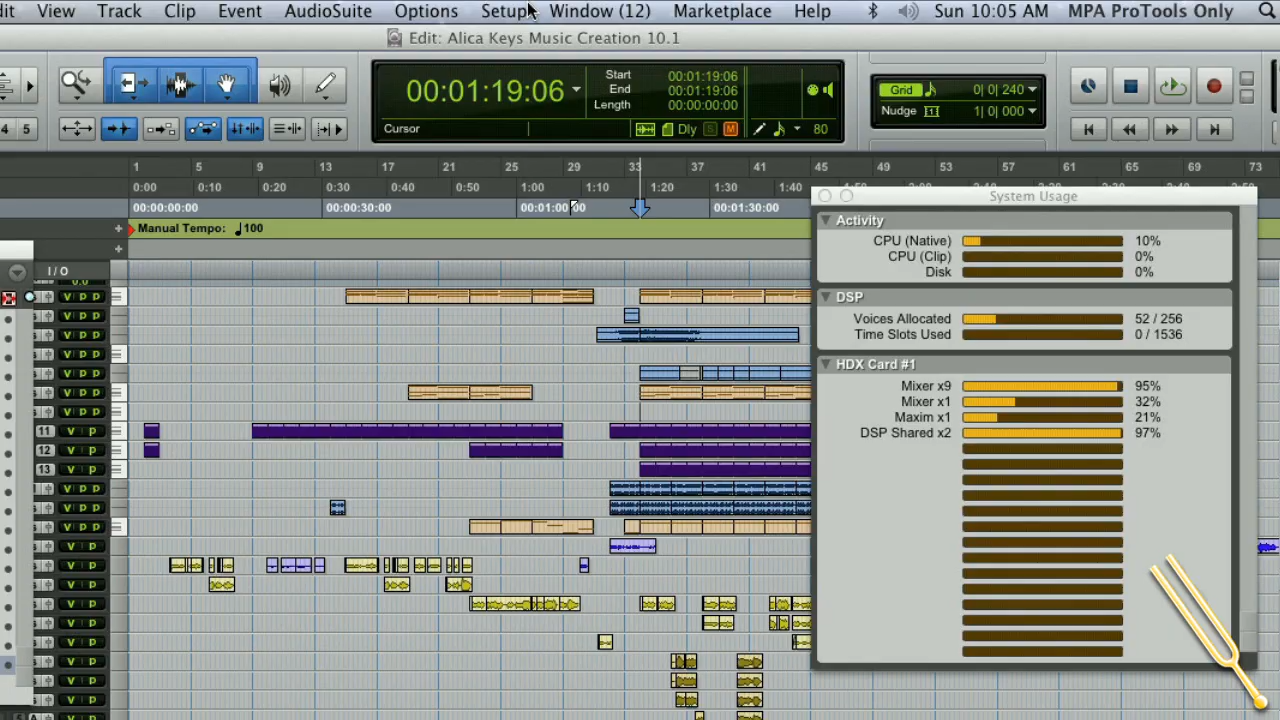 dit View Track Clip Event AudioSuite Options Setup Window (12) Marketplace Help Sun 10:05 AM MPA ProTools Only
Edit: Alica Keys Music Creation 10.1
00:01:19:06
Start 00:01:19:06
End 00:01:19:06
Length 00:00:00:00
Grid 0| 0| 240
Nudge 1| 0| 000
4 5
Cursor
Dly S M
80
1 5 9 13 17 21 25 29 33 37 41 45 49 53 57 61 65 69 73
0:00 0:10 0:20 0:30 0:40 0:50 1:00 1:10 1:20 1:30 1:40
00:00:00:00 00:00:30:00 00:01:00:00 00:01:30:00
Manual Tempo: 100
I / O
V P P
V P P
V P P
V P P
V P P
V P P
V P P
11 V P
12 V P
13 V P
V P P
V P P
V P P
V P
V P
V P
V P
V P
V P
V P
V P
V P
System Usage
Activity
CPU (Native) 10%
CPU (Clip) 0%
Disk 0%
DSP
Voices Allocated 52 / 256
Time Slots Used 0 / 1536
HDX Card #1
Mixer x9 95%
Mixer x1 32%
Maxim x1 21%
DSP Shared x2 97%